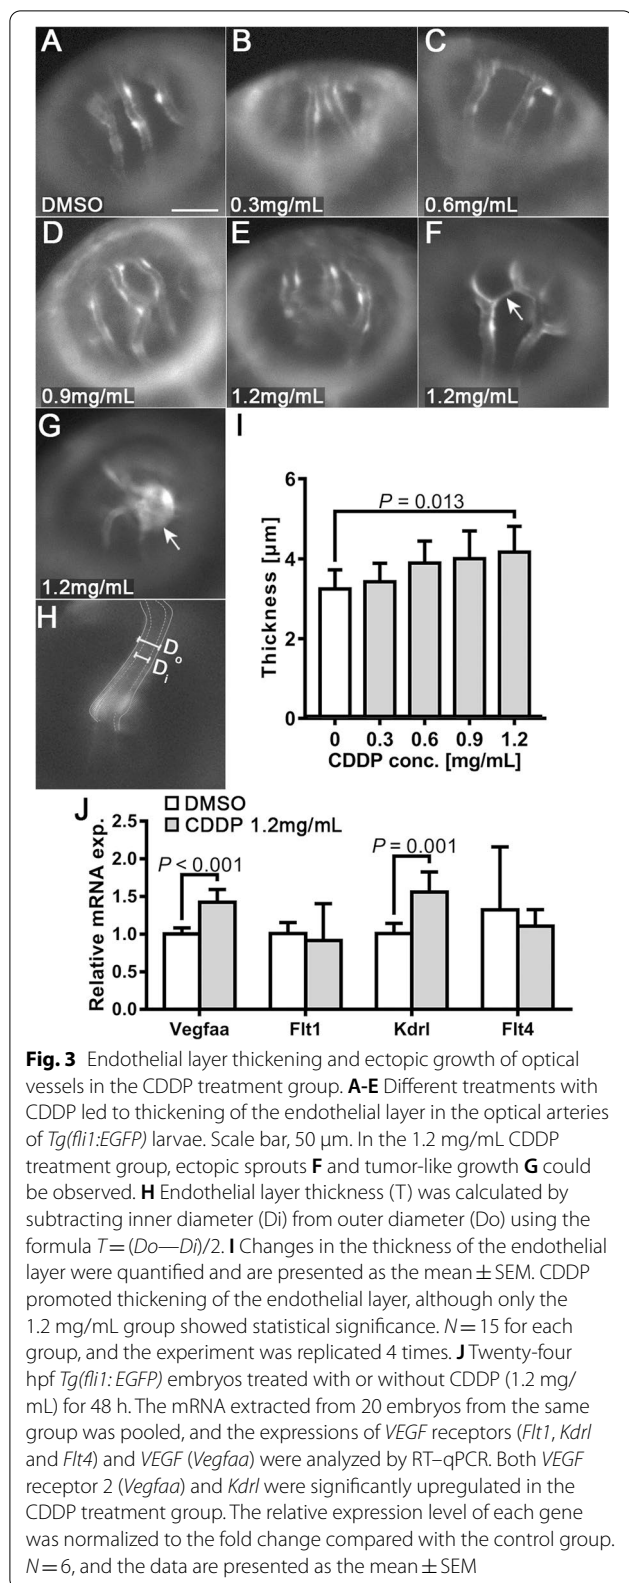 A
B
C
DMSO
0.3mg/mL
0.6mg/mL
D
E
F
0.9mg/mL
1.2mg/mL
1.2mg/mL
G
1.2mg/mL
H
Do
Di
I
6
4
2
0
Thickness [μm]
P = 0.013
0 0.3 0.6 0.9 1.2
CDDP conc. [mg/mL]
J
DMSO
CDDP 1.2mg/mL
2.5
2.0
1.5
1.0
0.5
0.0
Relative mRNA exp.
P < 0.001
P = 0.001
Vegfaa Flt1 Kdrl Flt4
Fig. 3 Endothelial layer thickening and ectopic growth of optical
vessels in the CDDP treatment group. A-E Different treatments with
CDDP led to thickening of the endothelial layer in the optical arteries
of Tg(fli1:EGFP) larvae. Scale bar, 50 μm. In the 1.2 mg/mL CDDP
treatment group, ectopic sprouts F and tumor-like growth G could
be observed. H Endothelial layer thickness (T) was calculated by
subtracting inner diameter (Di) from outer diameter (Do) using the
formula T = (Do—Di)/2. I Changes in the thickness of the endothelial
layer were quantified and are presented as the mean ± SEM. CDDP
promoted thickening of the endothelial layer, although only the
1.2 mg/mL group showed statistical significance. N = 15 for each
group, and the experiment was replicated 4 times. J Twenty-four
hpf Tg(fli1: EGFP) embryos treated with or without CDDP (1.2 mg/
mL) for 48 h. The mRNA extracted from 20 embryos from the same
group was pooled, and the expressions of VEGF receptors (Flt1, Kdrl
and Flt4) and VEGF (Vegfaa) were analyzed by RT–qPCR. Both VEGF
receptor 2 (Vegfaa) and Kdrl were significantly upregulated in the
CDDP treatment group. The relative expression level of each gene
was normalized to the fold change compared with the control group.
N = 6, and the data are presented as the mean ± SEM